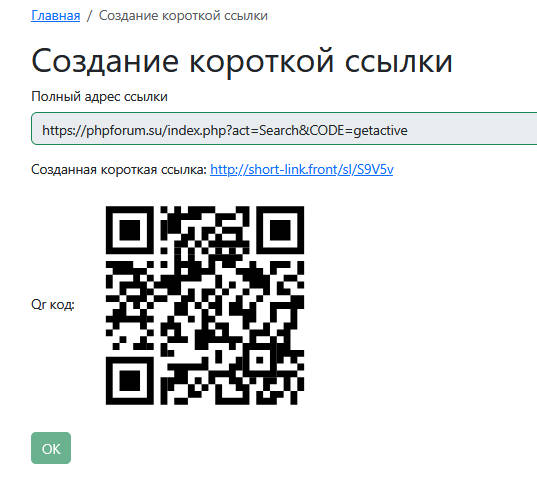 Главная / Создание короткой ссылки
Создание короткой ссылки
Полный адрес ссылки
https://phpforum.su/index.php?act=Search&CODE=getactive
Созданная короткая ссылка: http://short-link.front/sl/S9V5v
Qr код:
OK